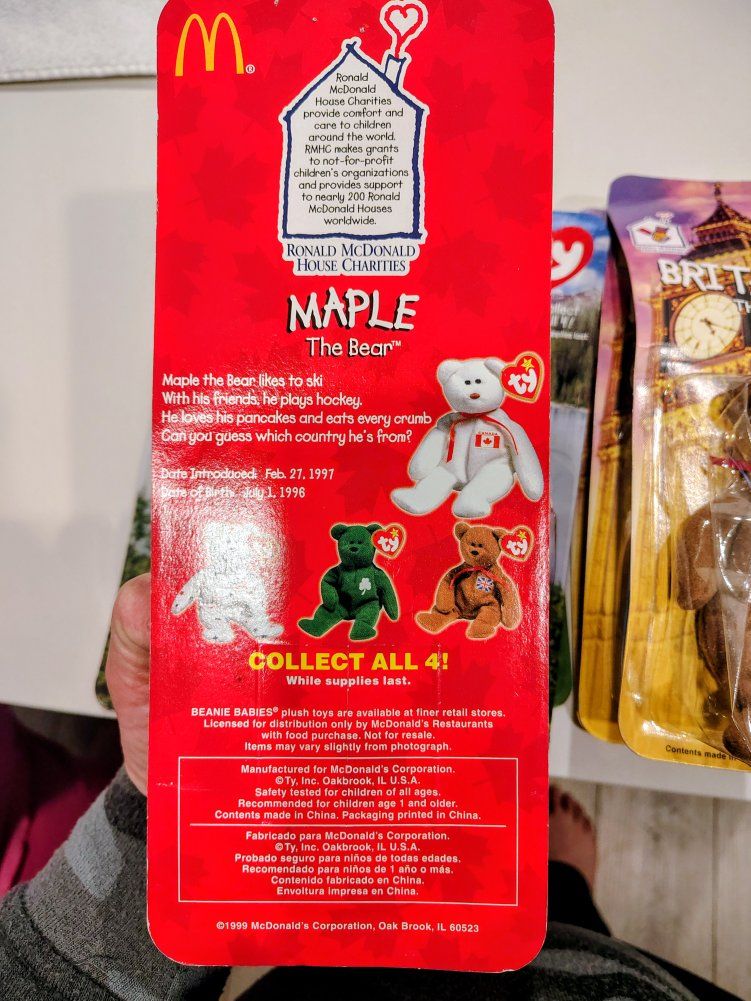 Ronald
McDonald
House Charities
provide comfort and
care to children
around the world.
RMHC makes grants
to not-for-profit
children's organizations
and provides support
to nearly 200 Ronald
McDonald Houses
worldwide.
RONALD MCDONALD
HOUSE CHARITIES
MAPLE
The Bear™
Maple the Bear likes to ski
With his friends, he plays hockey.
He loves his pancakes and eats every crumb
Can you guess which country he's from?
Date Introduced: Feb. 27, 1997
Date of Birth: July 1, 1996
ty
CANADA
ty
ty
COLLECT ALL 4!
While supplies last.
BEANIE BABIES® plush toys are available at finer retail stores.
Licensed for distribution only by McDonald's Restaurants
with food purchase. Not for resale.
Items may vary slightly from photograph.
Manufactured for McDonald's Corporation.
©Ty, Inc. Oakbrook, IL U.S.A.
Safety tested for children of all ages.
Recommended for children age 1 and older.
Contents made in China. Packaging printed in China.
Fabricado para McDonald's Corporation.
©Ty, Inc. Oakbrook, IL U.S.A.
Probado seguro para niños de todas edades.
Recomendado para niños de 1 año o más.
Contenido fabricado en China.
Envoltura impresa en China.
©1999 McDonald's Corporation, Oak Brook, IL 60523
BRIT
Contents made in